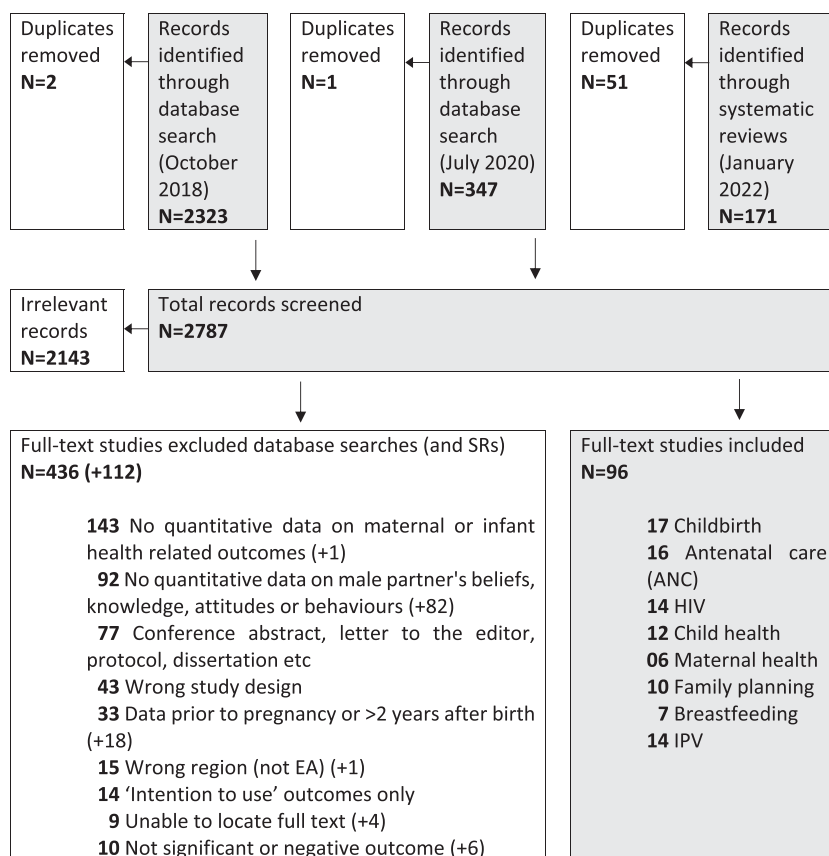 Duplicates
removed
N=2
Records
identified
through
database
search
(October
2018)
N=2323
Duplicates
removed
N=1
Records
identified
through
database
search
(July 2020)
N=347
Duplicates
removed
N=51
Records
identified
through
systematic
reviews
(January
2022)
N=171
Irrelevant
records
N=2143
Total records screened
N=2787
Full-text studies excluded database searches (and SRs)
N=436 (+112)
143 No quantitative data on maternal or infant
health related outcomes (+1)
92 No quantitative data on male partner's beliefs,
knowledge, attitudes or behaviours (+82)
77 Conference abstract, letter to the editor,
protocol, dissertation etc
43 Wrong study design
33 Data prior to pregnancy or >2 years after birth
(+18)
15 Wrong region (not EA) (+1)
14 ‘Intention to use’ outcomes only
9 Unable to locate full text (+4)
10 Not significant or negative outcome (+6)
Full-text studies included
N=96
17 Childbirth
16 Antenatal care
(ANC)
14 HIV
12 Child health
06 Maternal health
10 Family planning
7 Breastfeeding
14 IPV